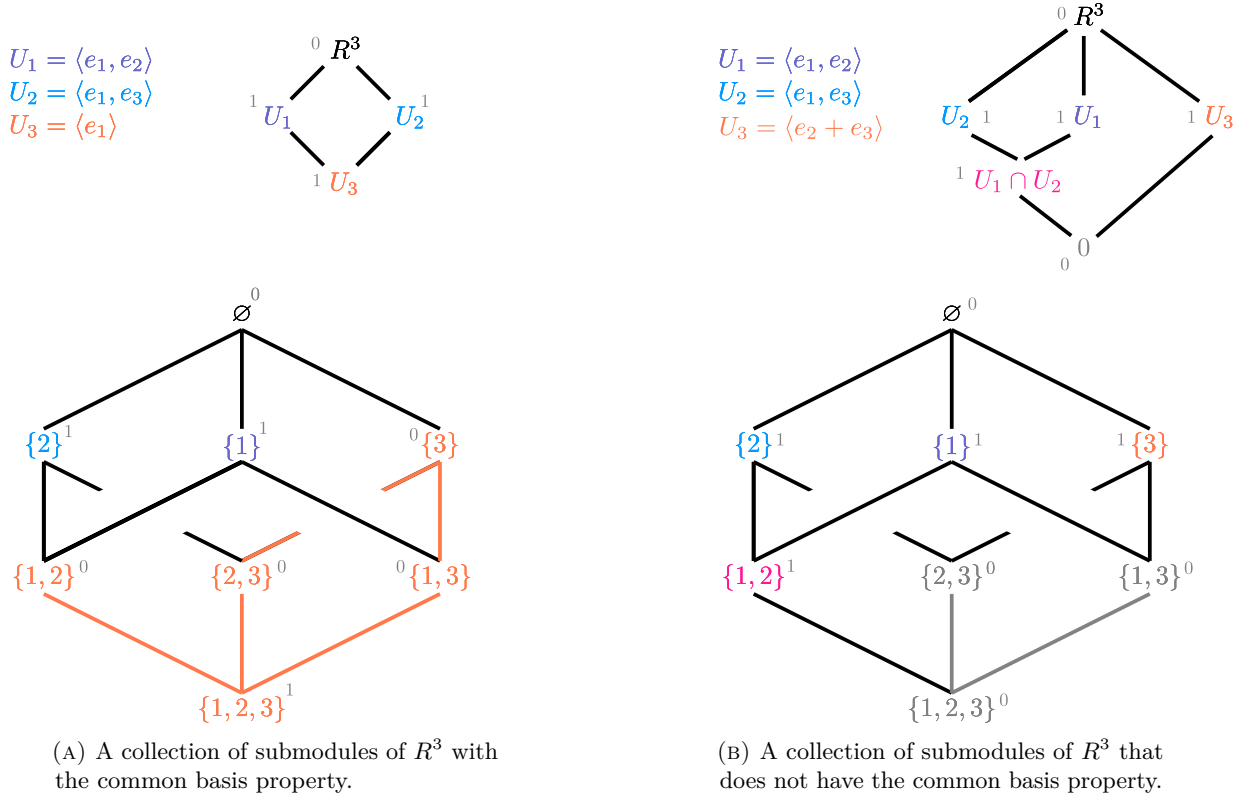 U₁ = ⟨e₁, e₂⟩
U₂ = ⟨e₁, e₃⟩
U₃ = ⟨e₁⟩
0 R³
1 U₁ U₂ 1
1 U₃
∅ 0
{2} 1 {1} 1 0 {3}
{1, 2} 0 {2, 3} 0 0 {1, 3}
{1, 2, 3} 1
(A) A collection of submodules of R³ with
the common basis property.
U₁ = ⟨e₁, e₂⟩
U₂ = ⟨e₁, e₃⟩
U₃ = ⟨e₂ + e₃⟩
0 R³
U₂ 1 1 U₁ 1 U₃
1 U₁ ∩ U₂
0
0
∅ 0
{2} 1 {1} 1 1 {3}
{1, 2} 1 {2, 3} 0 {1, 3} 0
{1, 2, 3} 0
(B) A collection of submodules of R³ that
does not have the common basis property.